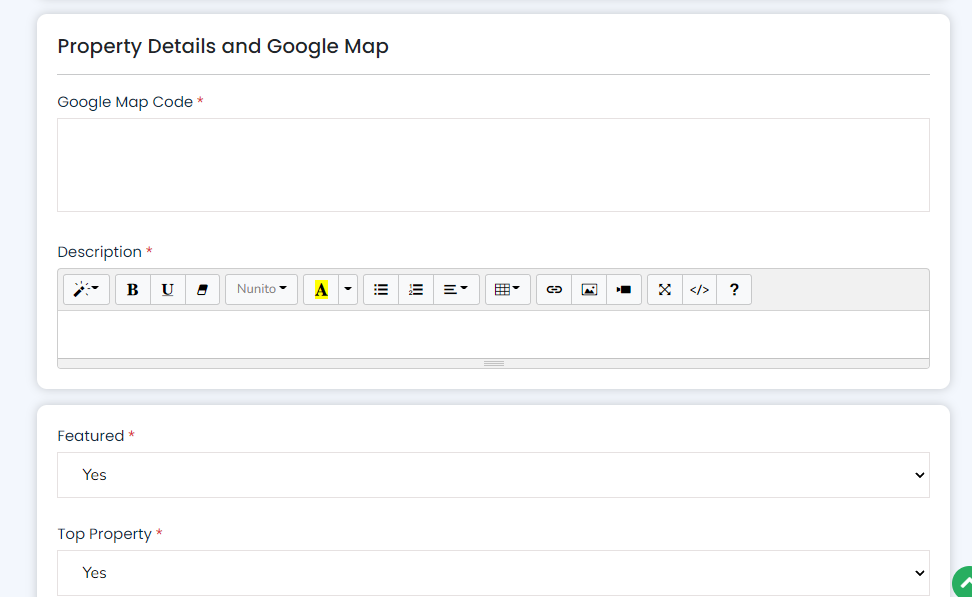 Property Details and Google Map
Google Map Code *
Description *
B U Nunito A </> ?
Featured *
Yes
Top Property *
Yes